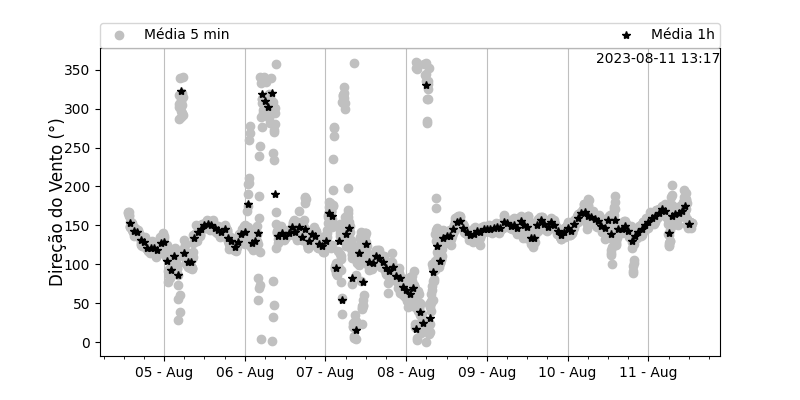 Média 5 min
Média 1h
2023-08-11 13:17
Direção do Vento (°)
350
300
250
200
150
100
50
0
05 - Aug
06 - Aug
07 - Aug
08 - Aug
09 - Aug
10 - Aug
11 - Aug